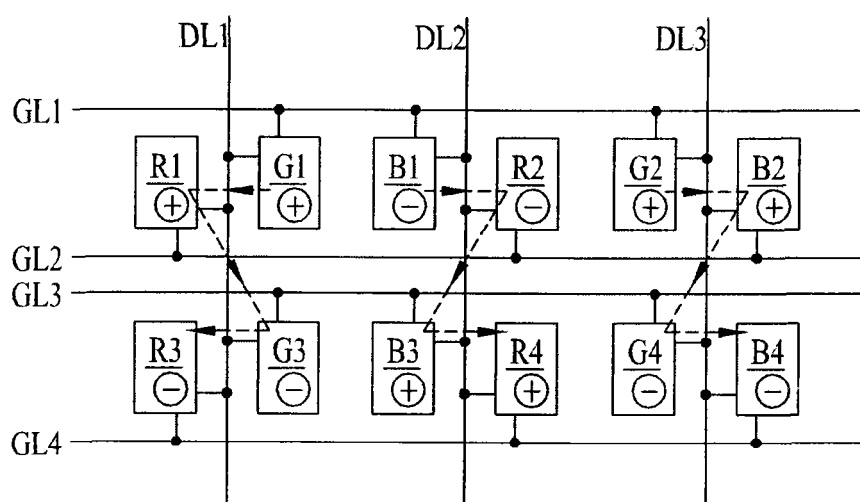 DL1 DL2 DL3
GL1
R1 G1 B1 R2 G2 B2
+ + − − + +
GL2
GL3
R3 G3 B3 R4 G4 B4
− − + + − −
GL4